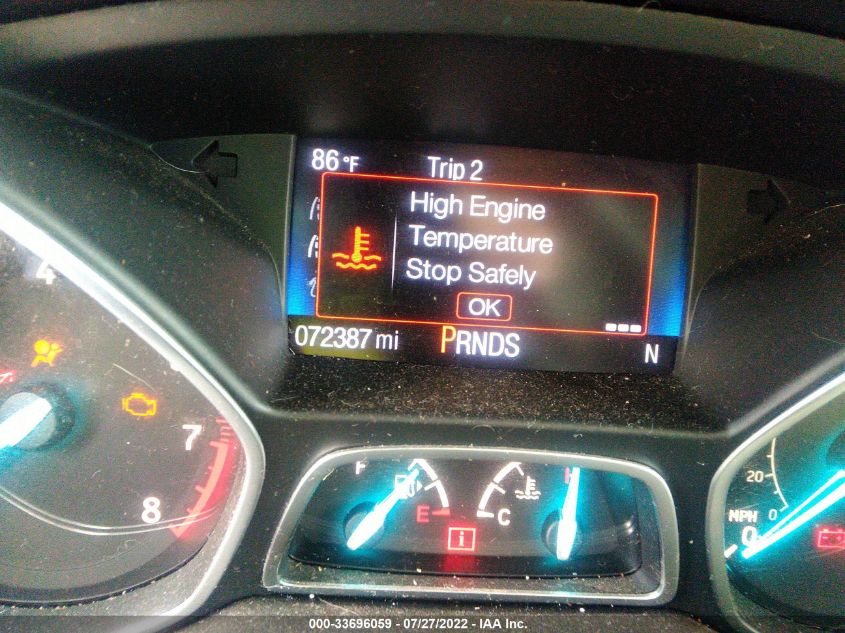 86°F Trip 2
High Engine
Temperature
Stop Safely
OK
072387 mi PRNDS N
4
7
8
F H
E C
i
20
MPH 0
0
000-33696059 / 07/27/2022 - IAA Inc.